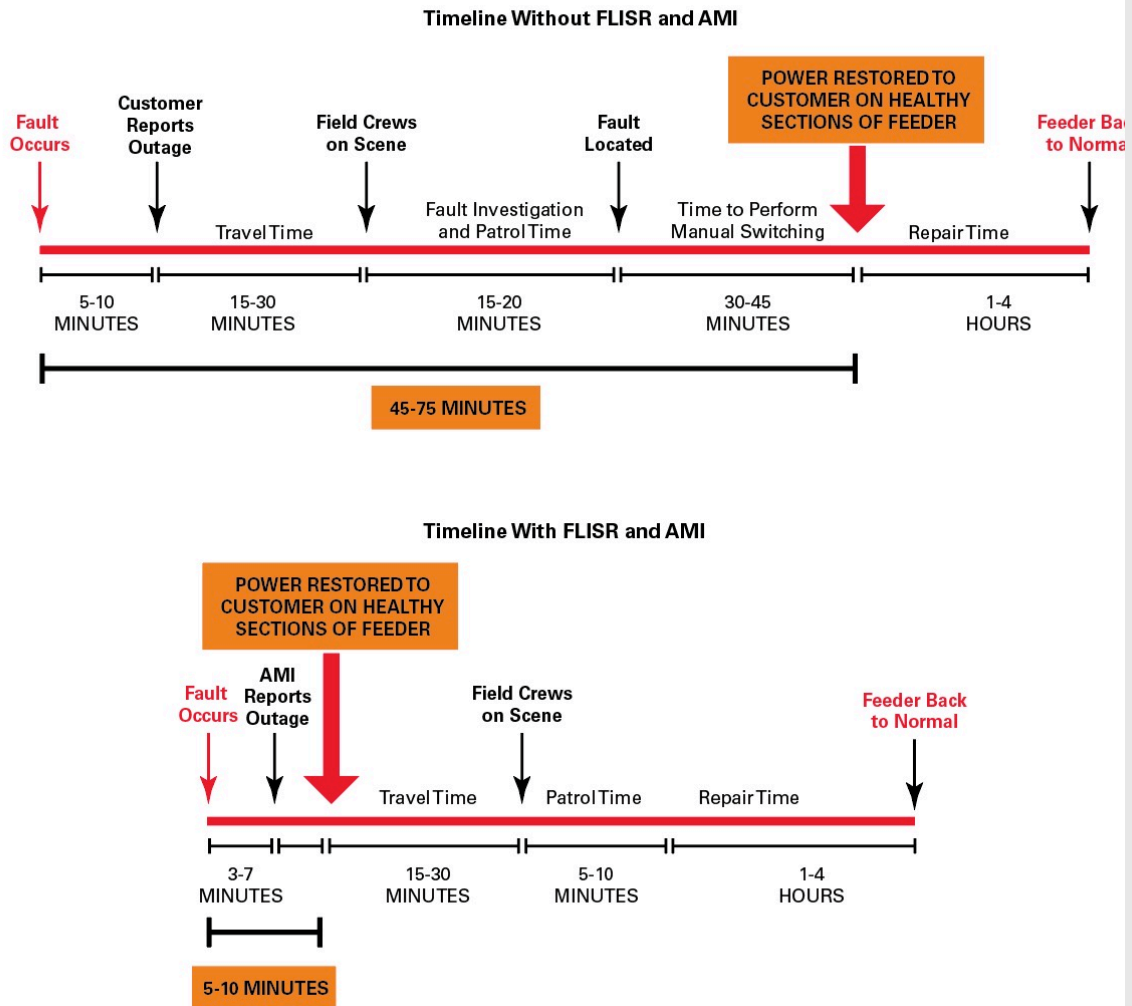 Timeline Without FLISR and AMI
POWER RESTORED TO
CUSTOMER ON HEALTHY
SECTIONS OF FEEDER
Fault
Occurs
Customer
Reports
Outage
Field Crews
on Scene
Fault
Located
Feeder Bac
to Norma
Travel Time
Fault Investigation
and Patrol Time
Time to Perform
Manual Switching
Repair Time
5-10
MINUTES
15-30
MINUTES
15-20
MINUTES
30-45
MINUTES
1-4
HOURS
45-75 MINUTES
Timeline With FLISR and AMI
POWER RESTORED TO
CUSTOMER ON HEALTHY
SECTIONS OF FEEDER
Fault
Occurs
AMI
Reports
Outage
Field Crews
on Scene
Feeder Back
to Normal
Travel Time
Patrol Time
Repair Time
3-7
MINUTES
15-30
MINUTES
5-10
MINUTES
1-4
HOURS
5-10 MINUTES